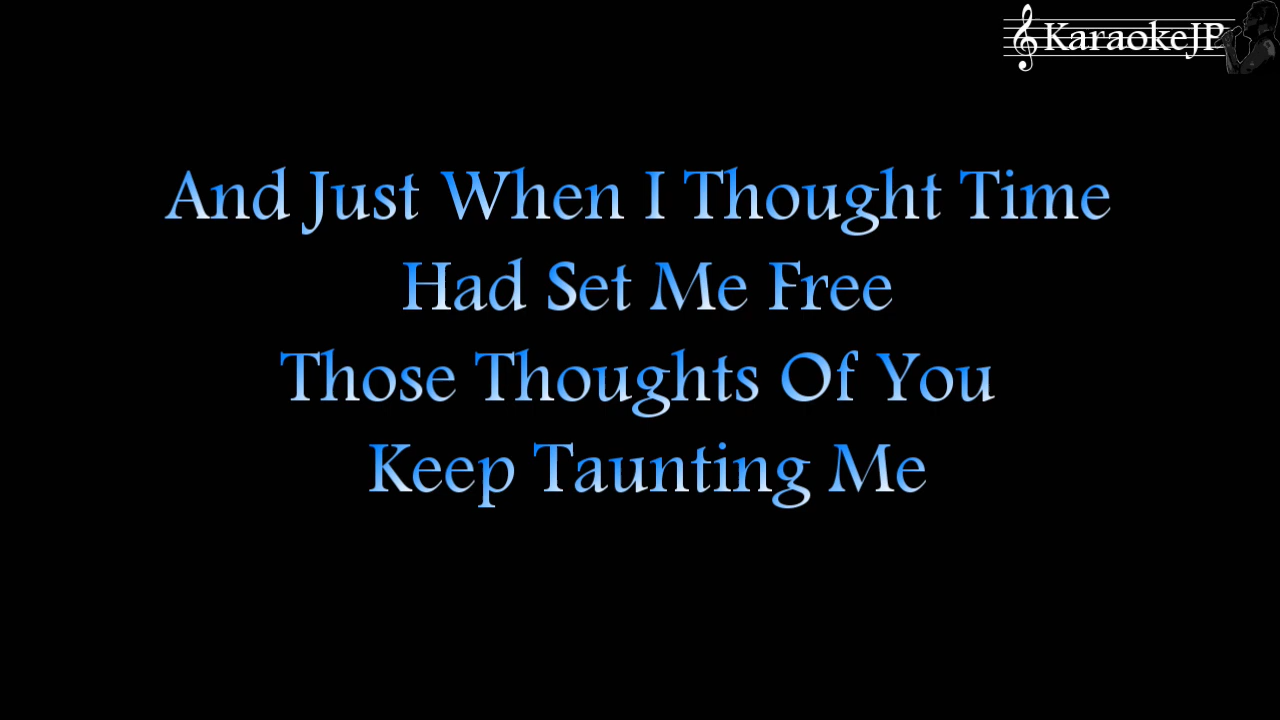 KaraokeJP
And Just When I Thought Time
Had Set Me Free
Those Thoughts Of You
Keep Taunting Me